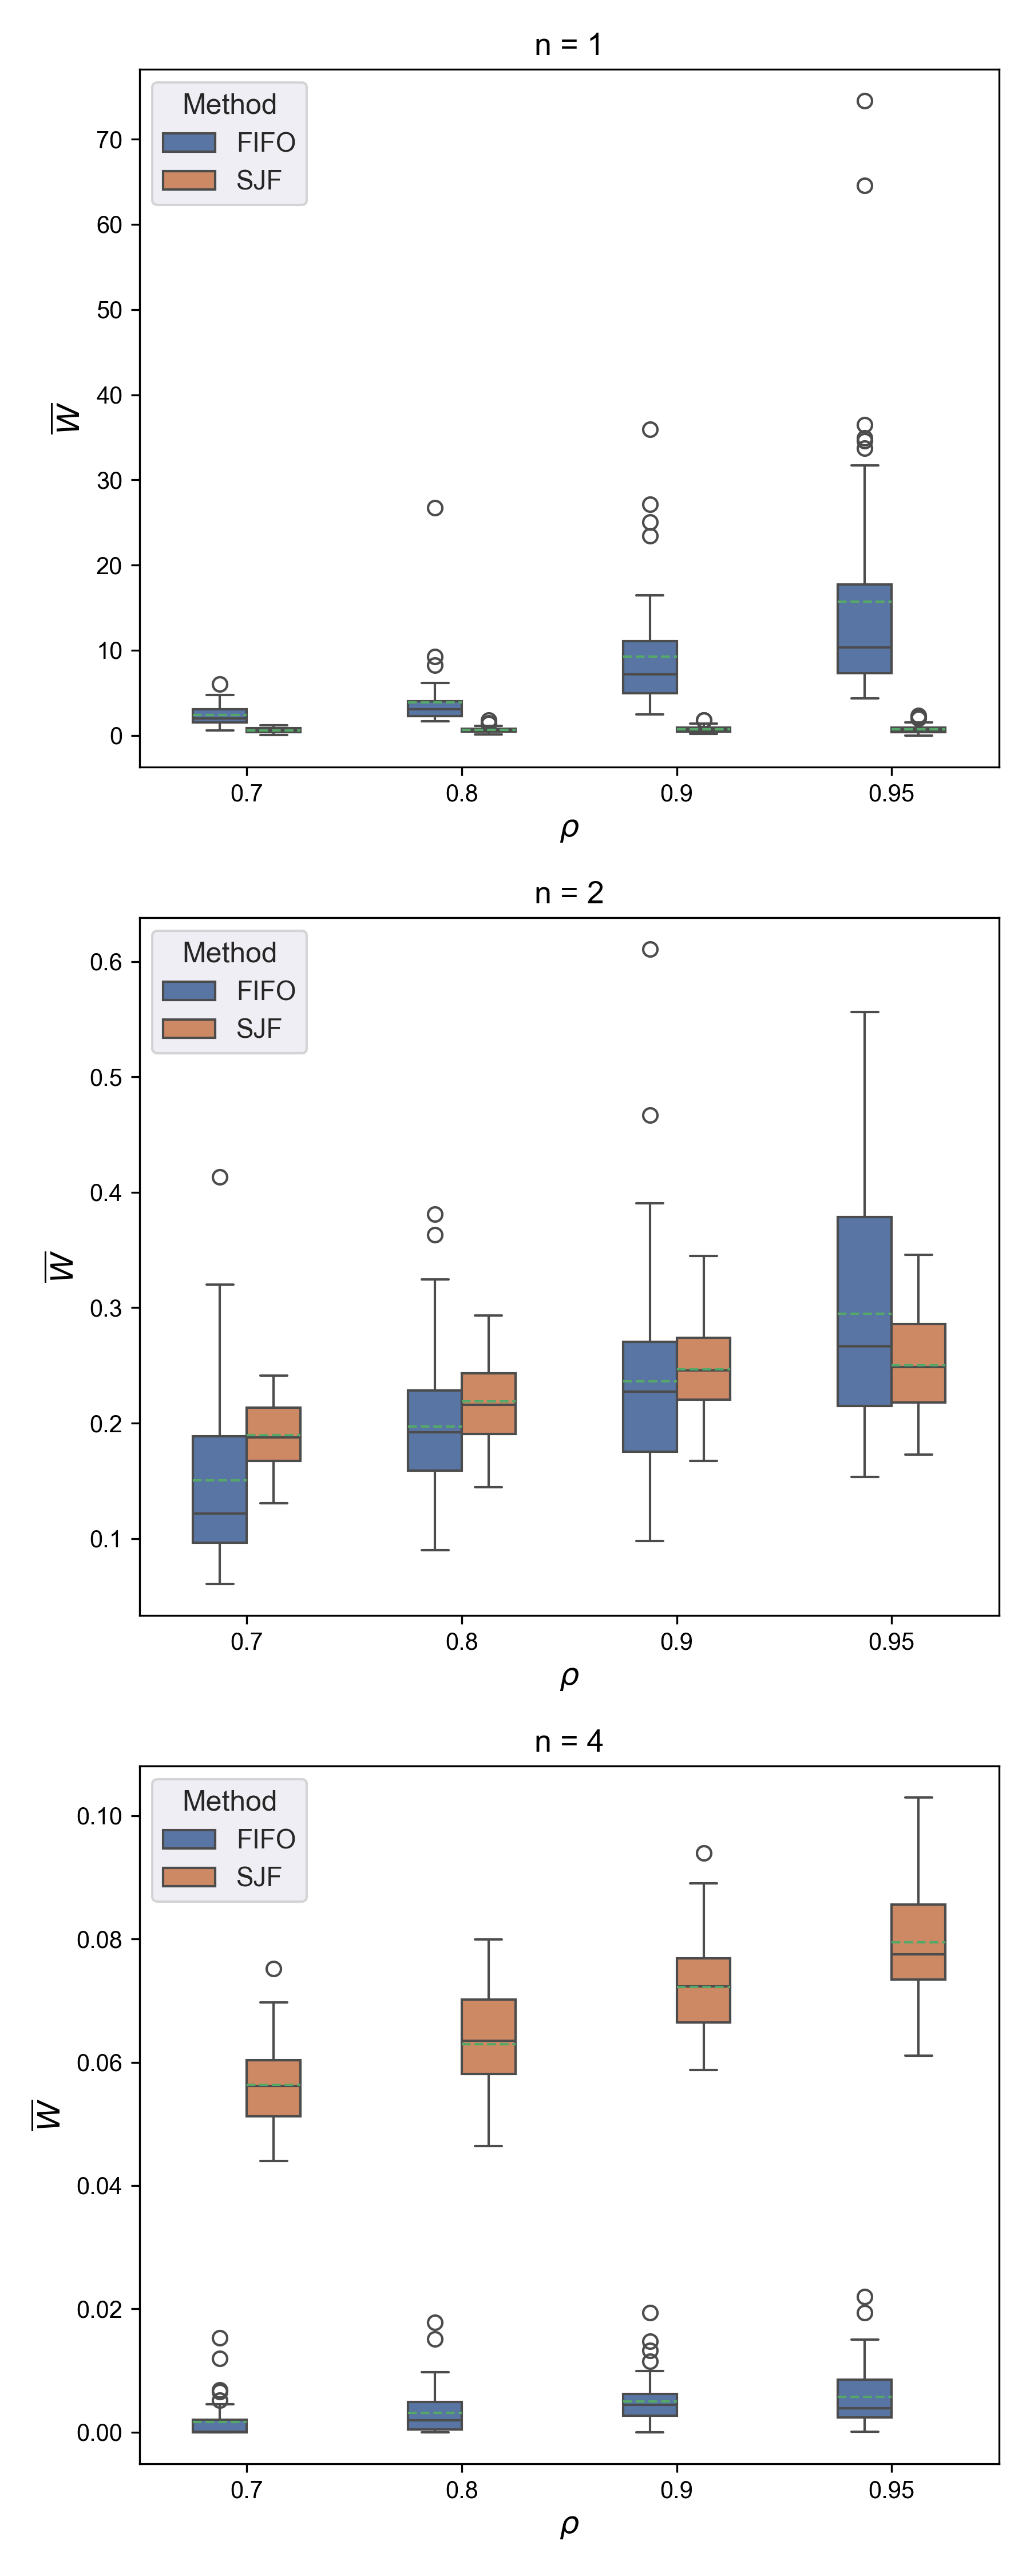 n = 1
Method
FIFO
SJF
70
60
50
40
30
20
10
0
W̅
0.7 0.8 0.9 0.95
ρ
n = 2
Method
FIFO
SJF
0.6
0.5
0.4
0.3
0.2
0.1
W̅
0.7 0.8 0.9 0.95
ρ
n = 4
Method
FIFO
SJF
0.10
0.08
0.06
0.04
0.02
0.00
W̅
0.7 0.8 0.9 0.95
ρ